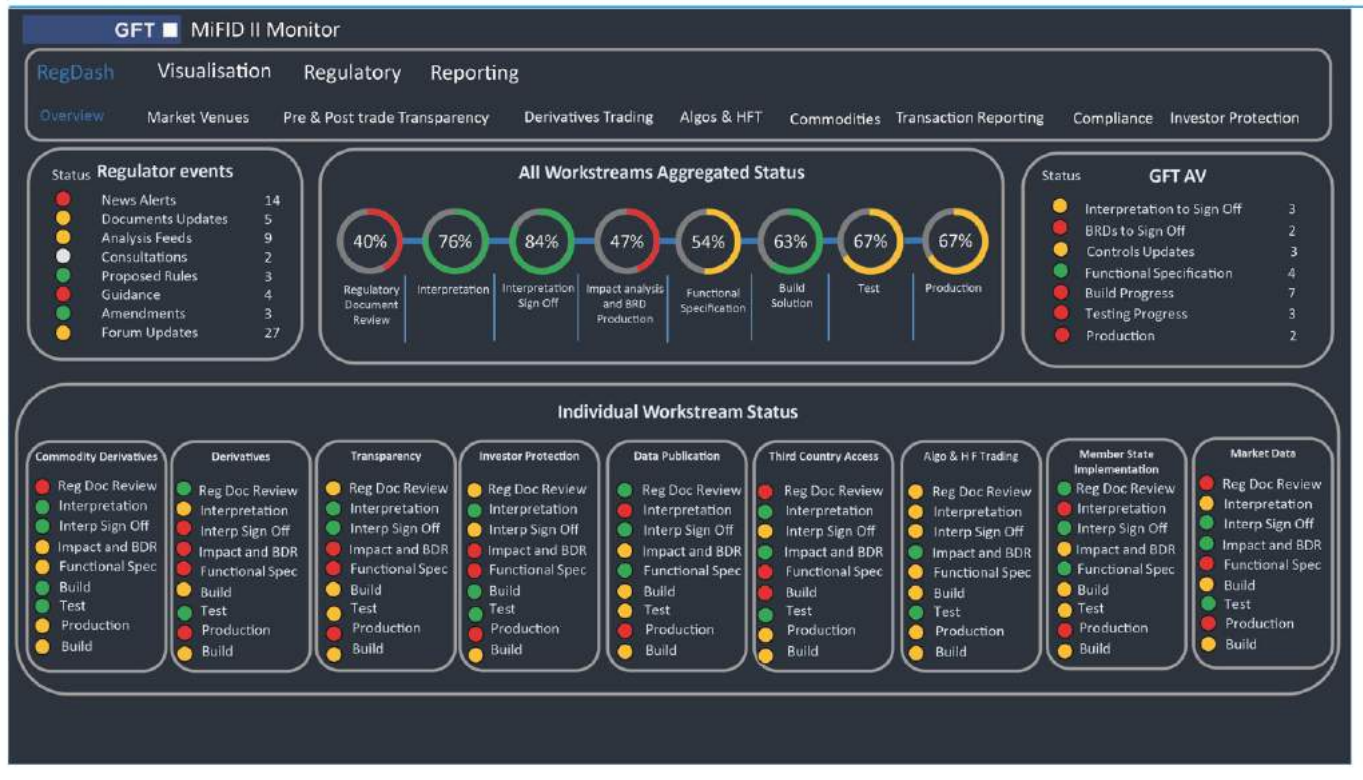 GFT MiFID II Monitor
RegDash Visualisation Regulatory Reporting
Overview Market Venues Pre & Post trade Transparency Derivatives Trading Algos & HFT Commodities Transaction Reporting Compliance Investor Protection
Status Regulator events
News Alerts 14
Documents Updates 5
Analysis Feeds 9
Consultations 2
Proposed Rules 3
Guidance 4
Amendments 3
Forum Updates 27
All Workstreams Aggregated Status
40% 76% 84% 47% 54% 63% 67% 67%
Regulatory
Document
Review
Interpretation
Interpretation
Sign Off
Impact analysis
and BRD
Production
Functional
Specification
Build
Solution
Test
Production
Status GFT AV
Interpretation to Sign Off 3
BRDs to Sign Off 2
Controls Updates 3
Functional Specification 4
Build Progress 7
Testing Progress 3
Production 2
Individual Workstream Status
Commodity Derivatives
Reg Doc Review
Interpretation
Interp Sign Off
Impact and BDR
Functional Spec
Build
Test
Production
Build
Derivatives
Reg Doc Review
Interpretation
Interp Sign Off
Impact and BDR
Functional Spec
Build
Test
Production
Build
Transparency
Reg Doc Review
Interpretation
Interp Sign Off
Impact and BDR
Functional Spec
Build
Test
Production
Build
Investor Protection
Reg Doc Review
Interpretation
Interp Sign Off
Impact and BDR
Functional Spec
Build
Test
Production
Build
Data Publication
Reg Doc Review
Interpretation
Interp Sign Off
Impact and BDR
Functional Spec
Build
Test
Production
Build
Third Country Access
Reg Doc Review
Interpretation
Interp Sign Off
Impact and BDR
Functional Spec
Build
Test
Production
Build
Algo & H F Trading
Reg Doc Review
Interpretation
Interp Sign Off
Impact and BDR
Functional Spec
Build
Test
Production
Build
Member State
Implementation
Reg Doc Review
Interpretation
Interp Sign Off
Impact and BDR
Functional Spec
Build
Test
Production
Build
Market Data
Reg Doc Review
Interpretation
Interp Sign Off
Impact and BDR
Functional Spec
Build
Test
Production
Build